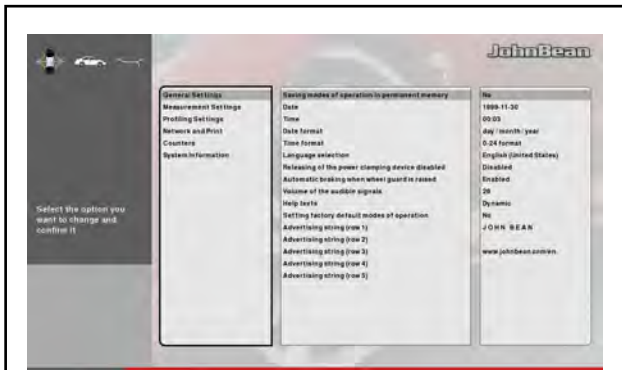 JohnBean
General Settings
Measurement Settings
Profiling Settings
Network and Print
Counters
System Information
Saving modes of operation in permanent memory
Date
Time
Date format
Time format
Language selection
Releasing of the power clamping device disabled
Automatic braking when wheel guard is raised
Volume of the audible signals
Help texts
Setting factory default modes of operation
Advertising string (row 1)
Advertising string (row 2)
Advertising string (row 3)
Advertising string (row 4)
Advertising string (row 5)
No
1999-11-30
00:03
day / month / year
0-24 format
English (United States)
Disabled
Enabled
20
Dynamic
No
JOHN BEAN
www.johnbean.com/en
Select the option you
want to change and
confirm it